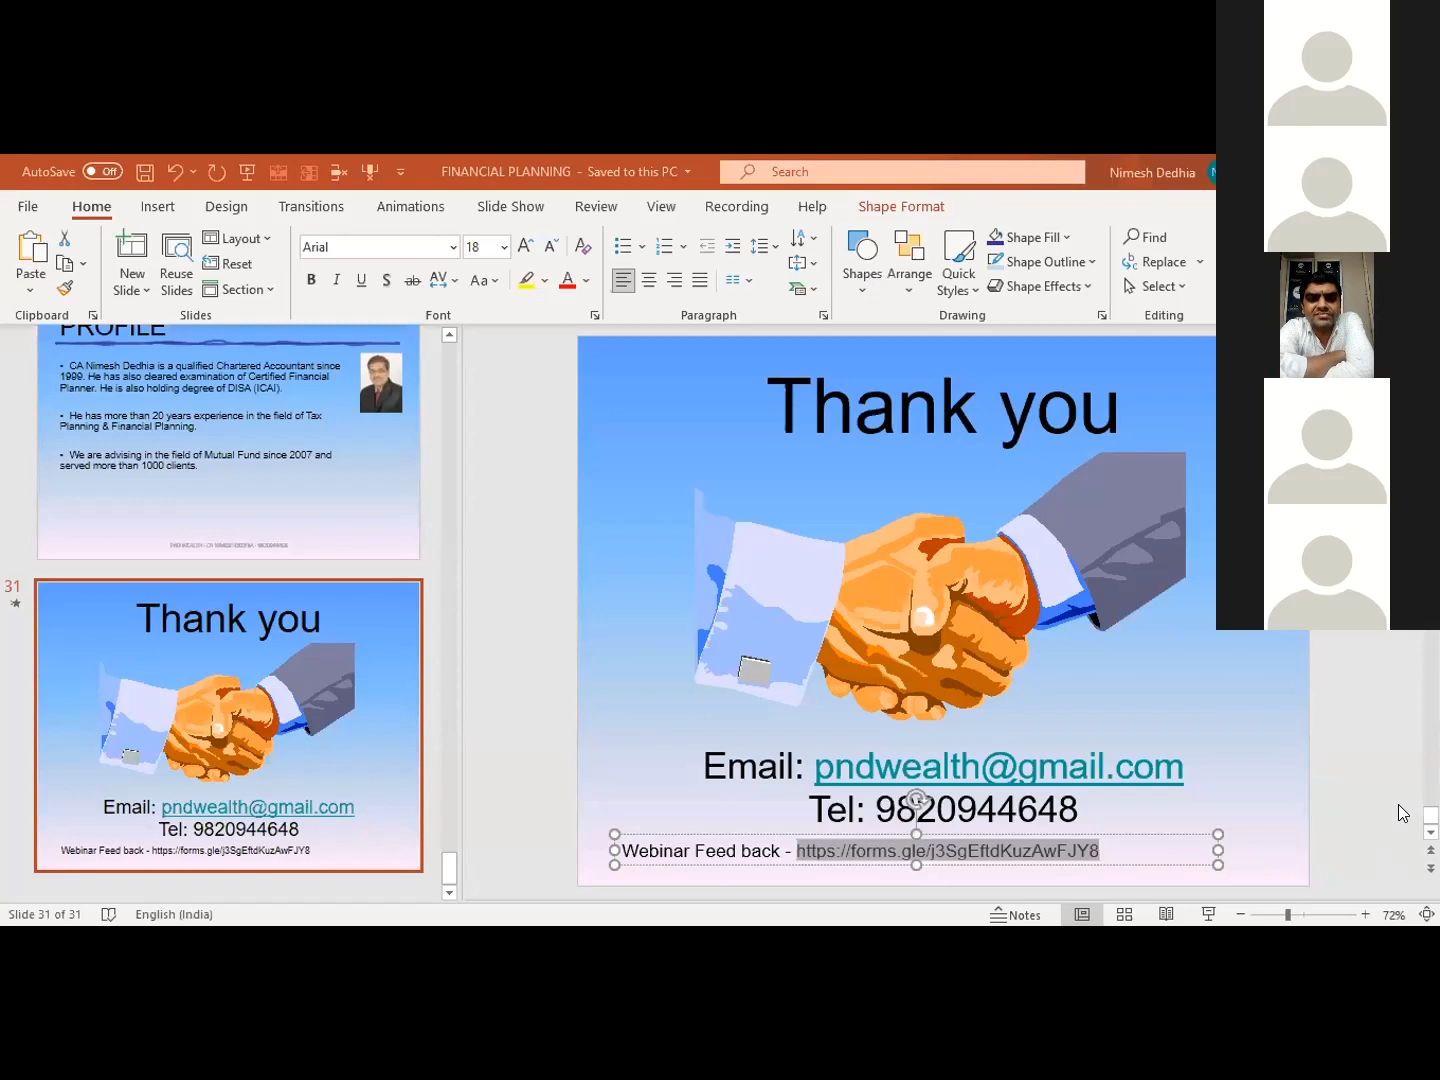 AutoSave Off FINANCIAL PLANNING - Saved to this PC Search Nimesh Dedhia
File Home Insert Design Transitions Animations Slide Show Review View Recording Help Shape Format
Paste
Clipboard
New Slide
Reuse Slides
Layout
Reset
Section
Slides
Arial 18
B I U S ab AV Aa A
Font
Paragraph
Shapes Arrange Quick Styles
Shape Fill
Shape Outline
Shape Effects
Drawing
Find
Replace
Select
Editing
PROFILE
• CA Nimesh Dedhia is a qualified Chartered Accountant since
1999. He has also cleared examination of Certified Financial
Planner. He is also holding degree of DISA (ICAI).
• He has more than 20 years experience in the field of Tax
Planning & Financial Planning.
• We are advising in the field of Mutual Fund since 2007 and
served more than 1000 clients.
31
Thank you
Email: pndwealth@gmail.com
Tel: 9820944648
Webinar Feed back - https://forms.gle/j3SgEftdKuzAwFJY8
Thank you
Email: pndwealth@gmail.com
Tel: 9820944648
Webinar Feed back - https://forms.gle/j3SgEftdKuzAwFJY8
Slide 31 of 31 English (India) Notes 72%